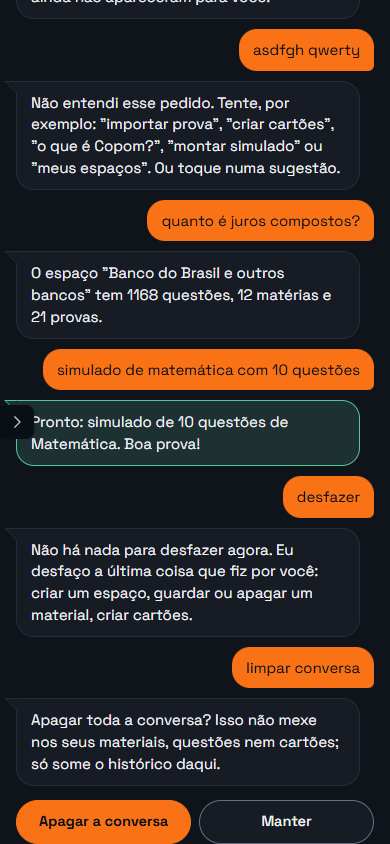 ainda não apareceram para você.
asdfgh qwerty
Não entendi esse pedido. Tente, por
exemplo: "importar prova", "criar cartões",
"o que é Copom?", "montar simulado" ou
"meus espaços". Ou toque numa sugestão.
quanto é juros compostos?
O espaço "Banco do Brasil e outros
bancos" tem 1168 questões, 12 matérias e
21 provas.
simulado de matemática com 10 questões
Pronto: simulado de 10 questões de
Matemática. Boa prova!
desfazer
Não há nada para desfazer agora. Eu
desfaço a última coisa que fiz por você:
criar um espaço, guardar ou apagar um
material, criar cartões.
limpar conversa
Apagar toda a conversa? Isso não mexe
nos seus materiais, questões nem cartões;
só some o histórico daqui.
Apagar a conversa
Manter